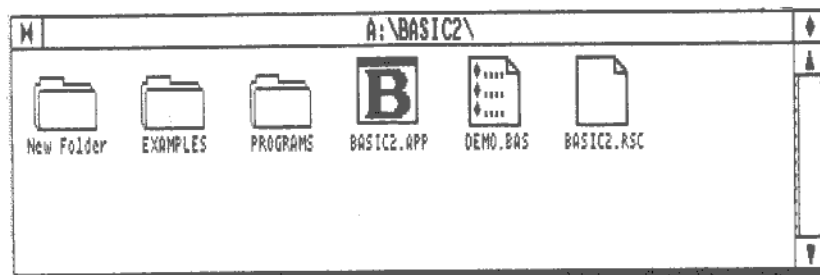 A:\BASIC2\
New Folder EXAMPLES PROGRAMS BASIC2.APP DEMO.BAS BASIC2.RSC